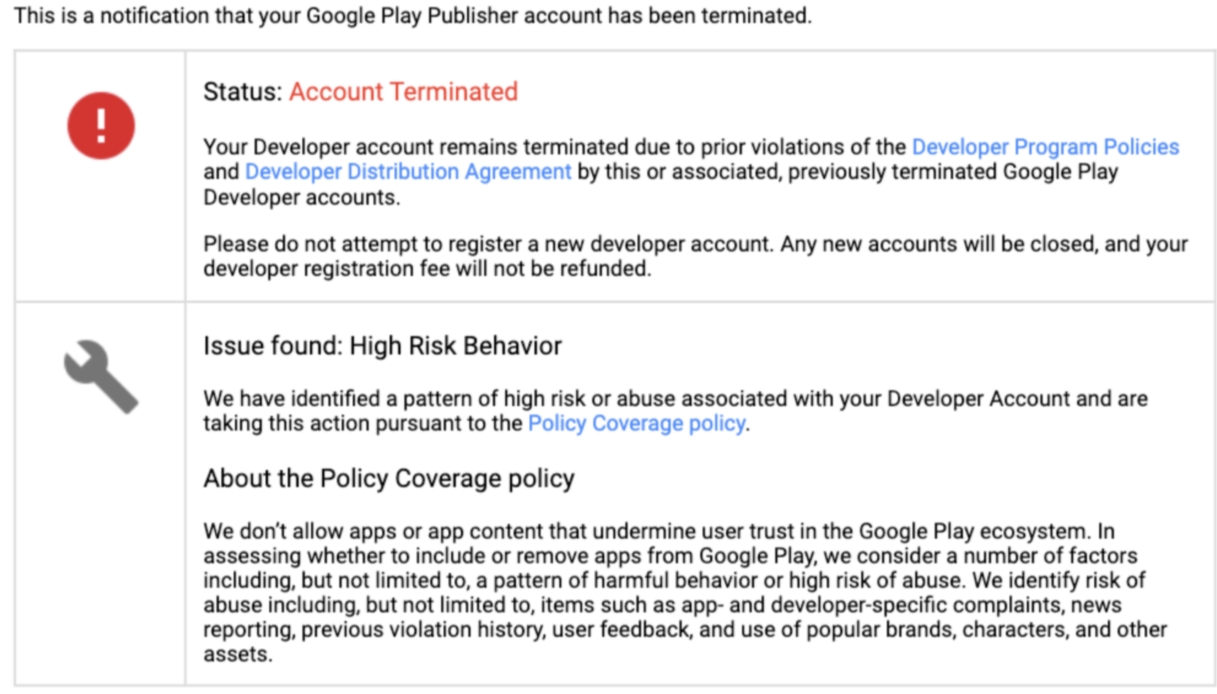 This is a notification that your Google Play Publisher account has been terminated.
Status: Account Terminated
Your Developer account remains terminated due to prior violations of the Developer Program Policies
and Developer Distribution Agreement by this or associated, previously terminated Google Play
Developer accounts.
Please do not attempt to register a new developer account. Any new accounts will be closed, and your
developer registration fee will not be refunded.
Issue found: High Risk Behavior
We have identified a pattern of high risk or abuse associated with your Developer Account and are
taking this action pursuant to the Policy Coverage policy.
About the Policy Coverage policy
We don't allow apps or app content that undermine user trust in the Google Play ecosystem. In
assessing whether to include or remove apps from Google Play, we consider a number of factors
including, but not limited to, a pattern of harmful behavior or high risk of abuse. We identify risk of
abuse including, but not limited to, items such as app- and developer-specific complaints, news
reporting, previous violation history, user feedback, and use of popular brands, characters, and other
assets.